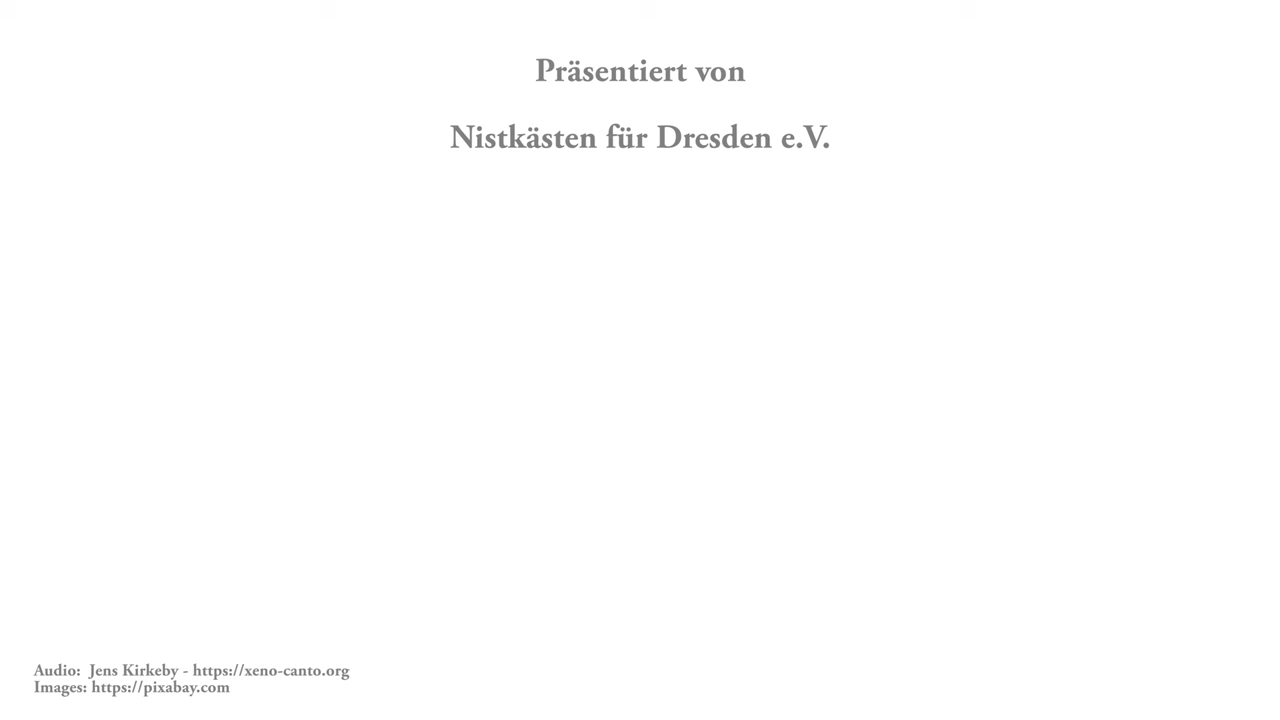 Präsentiert von
Nistkästen für Dresden e.V.
Audio:  Jens Kirkeby - https://xeno-canto.org
Images: https://pixabay.com